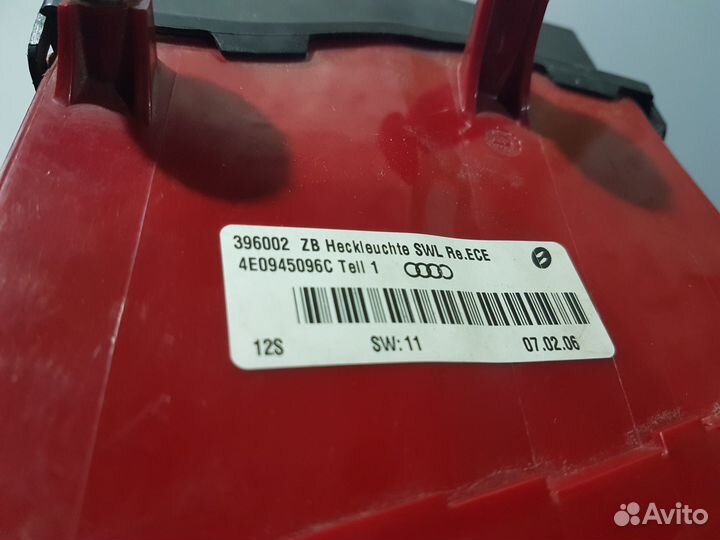 396002 ZB Heckleuchte SWL Re.ECE
4E0945096C Teil 1
12S SW:11 07.02.06
Avito